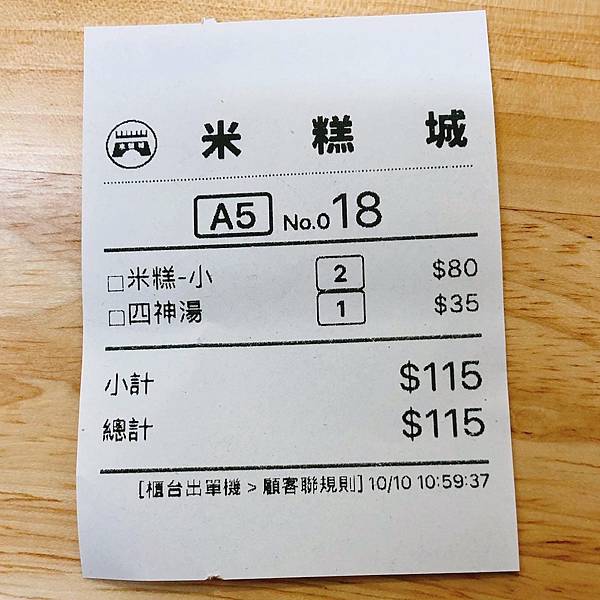 米糕城
A5 No.018
□米糕-小 2 $80
□四神湯 1 $35
小計 $115
總計 $115
[櫃台出單機 > 顧客聯規則] 10/10 10:59:37